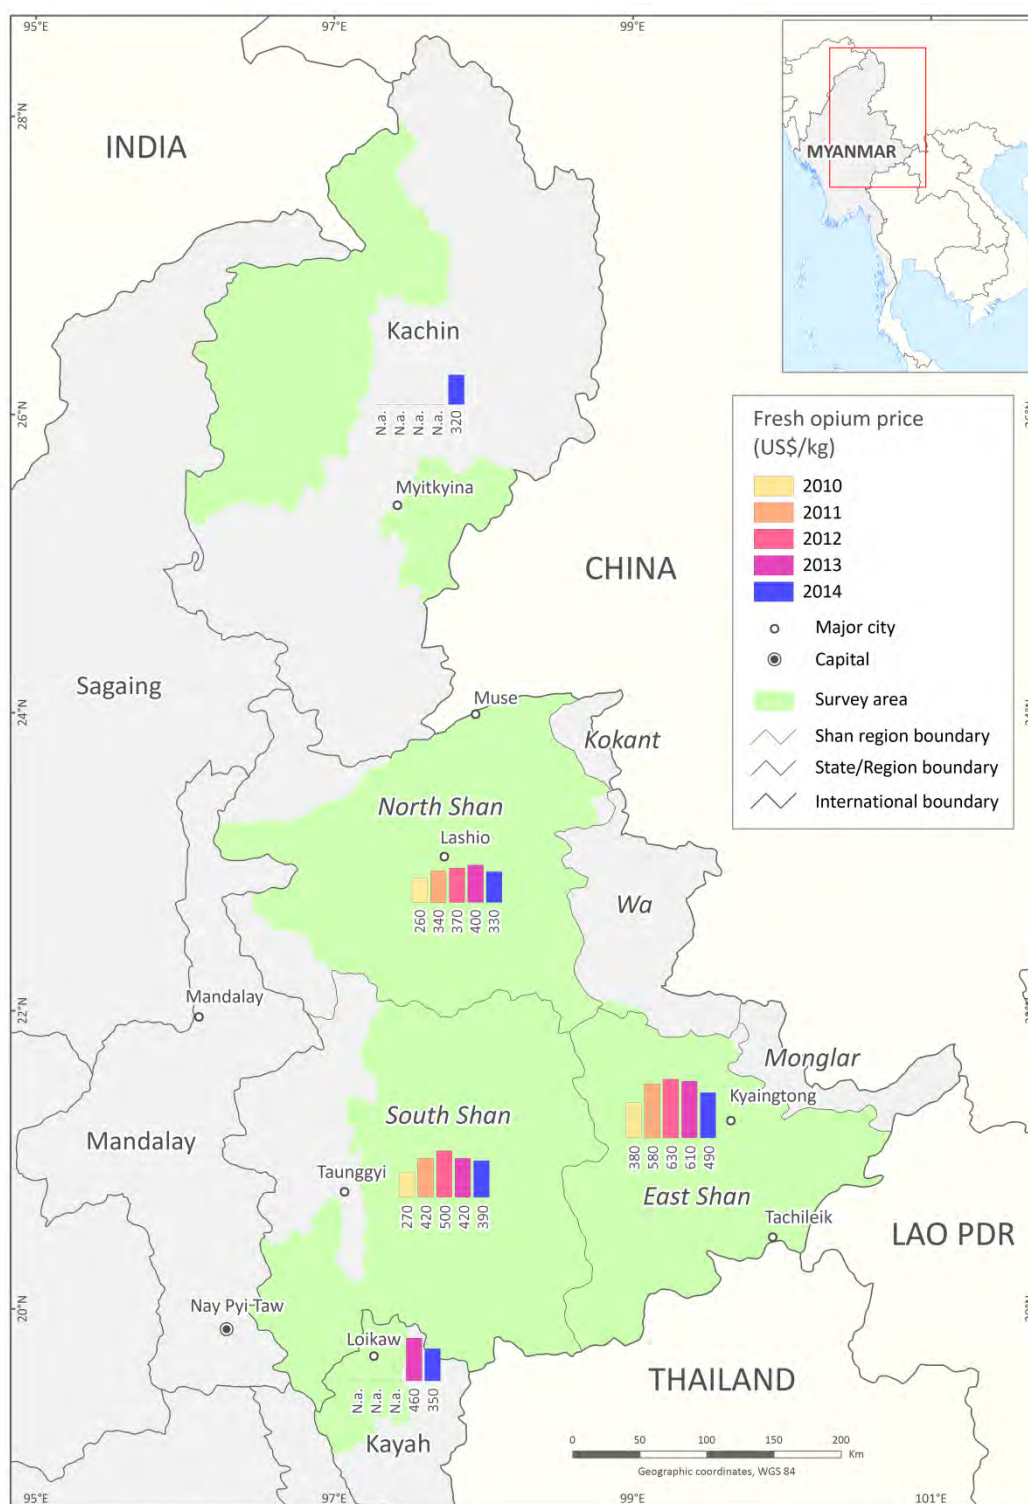 95°E
97°E
99°E
28°N
INDIA
MYANMAR
Kachin
N.a.
N.a.
N.a.
N.a.
320
26°N
Myitkyina
CHINA
Fresh opium price
(US$/kg)
2010
2011
2012
2013
2014
Major city
Capital
Survey area
Shan region boundary
State/Region boundary
International boundary
Sagaing
24°N
Muse
Kokant
North Shan
Lashio
260
340
370
400
330
Wa
22°N
Mandalay
Monglar
Mandalay
South Shan
Taunggyi
270
420
500
420
390
Kyaingtong
380
580
630
610
490
East Shan
Tachileik
LAO PDR
20°N
Nay Pyi-Taw
Loikaw
N.a.
N.a.
N.a.
460
350
Kayah
THAILAND
0
50
100
150
200
Km
Geographic coordinates, WGS 84
95°E
97°E
99°E
101°E